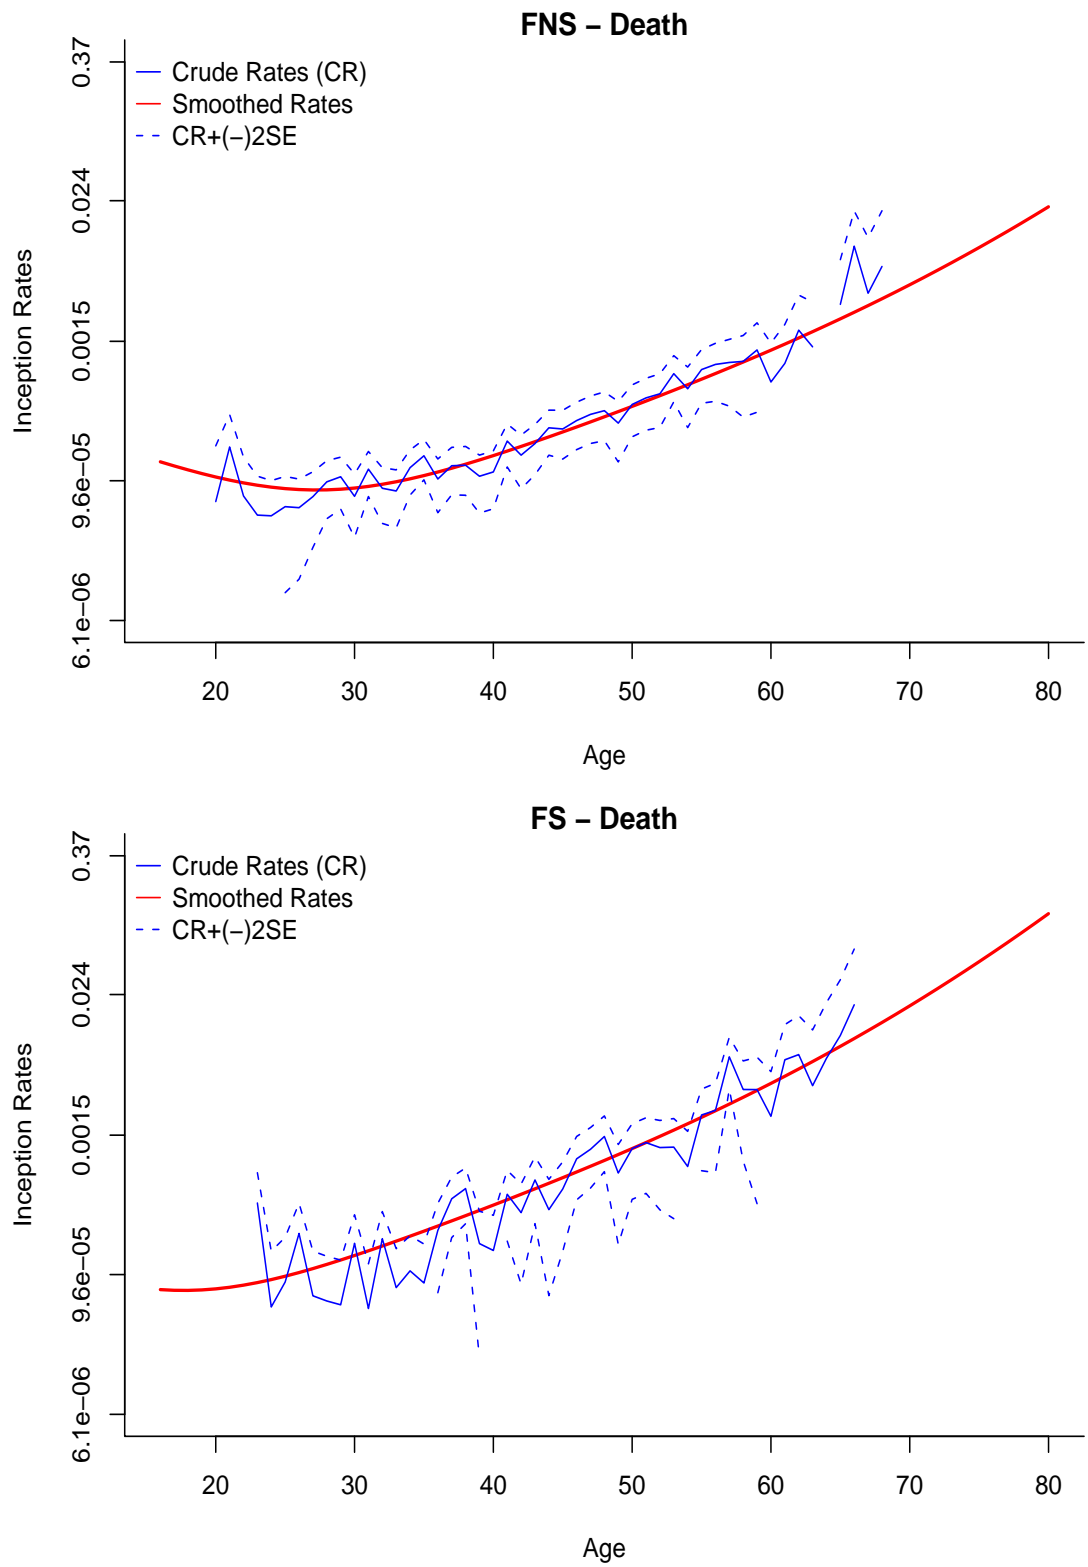 FNS − Death
0.37
0.024
0.0015
9.6e−05
6.1e−06
Inception Rates
Crude Rates (CR)
Smoothed Rates
CR+(−)2SE
20 30 40 50 60 70 80
Age
FS − Death
0.37
0.024
0.0015
9.6e−05
6.1e−06
Inception Rates
Crude Rates (CR)
Smoothed Rates
CR+(−)2SE
20 30 40 50 60 70 80
Age